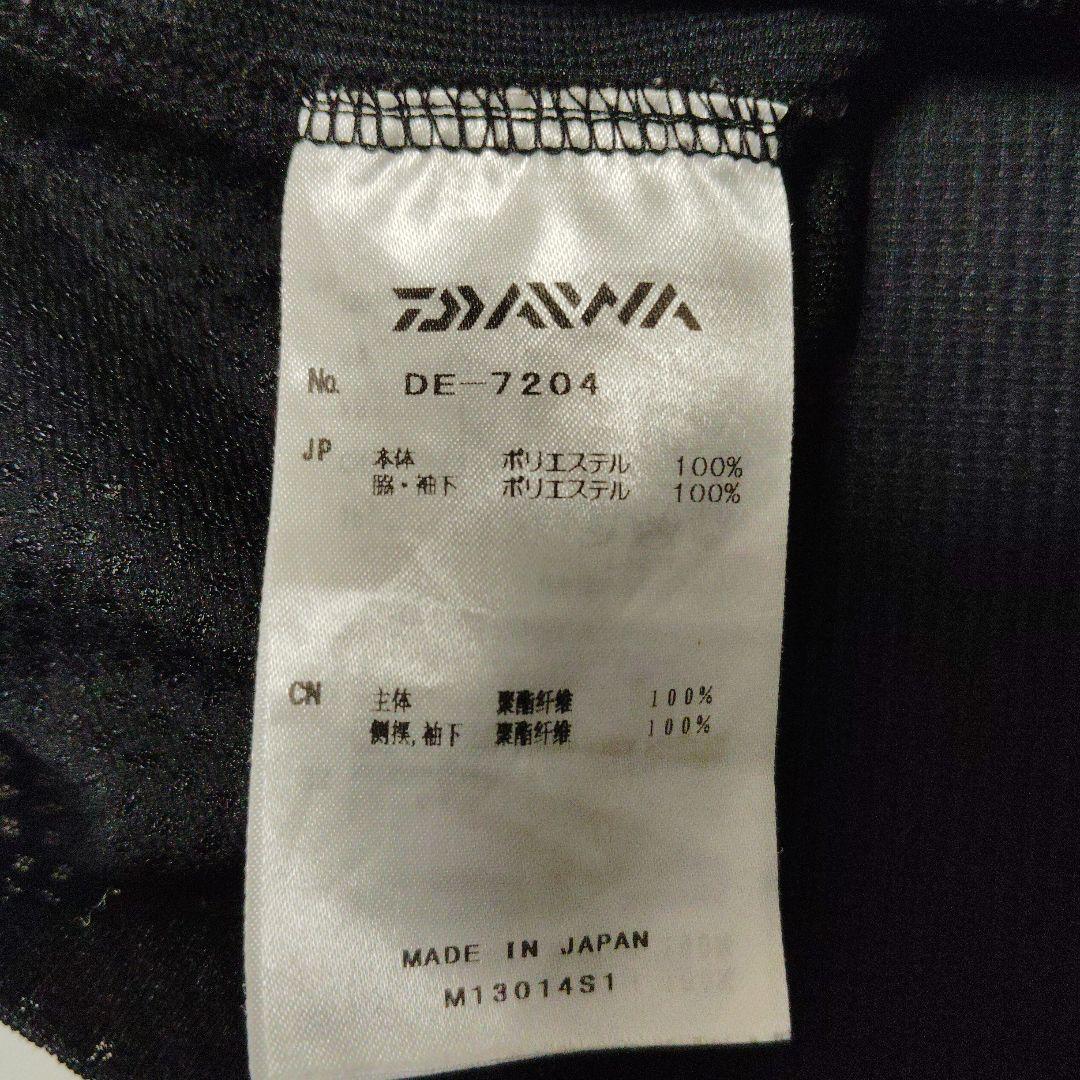 DAIWA
No. DE-7204
JP 本体 ポリエステル 100%
脇・袖下 ポリエステル 100%
CN 主体 聚酯纤维 100%
侧摆,袖下 聚酯纤维 100%
MADE IN JAPAN
M13014S1